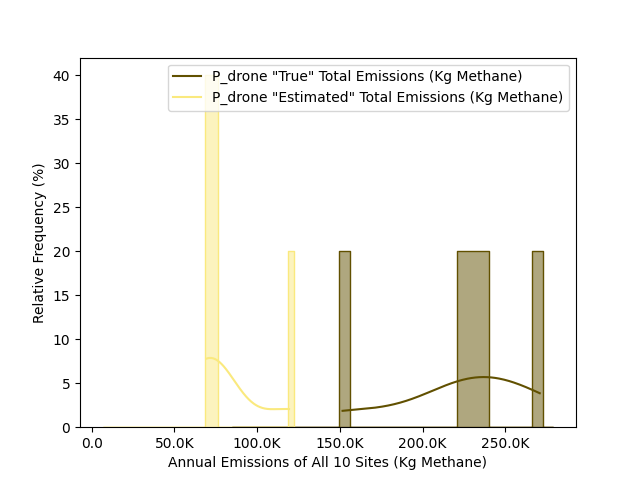 P_drone "True" Total Emissions (Kg Methane)
P_drone "Estimated" Total Emissions (Kg Methane)
40
35
30
25
20
15
10
5
0
Relative Frequency (%)
0.0 50.0K 100.0K 150.0K 200.0K 250.0K
Annual Emissions of All 10 Sites (Kg Methane)